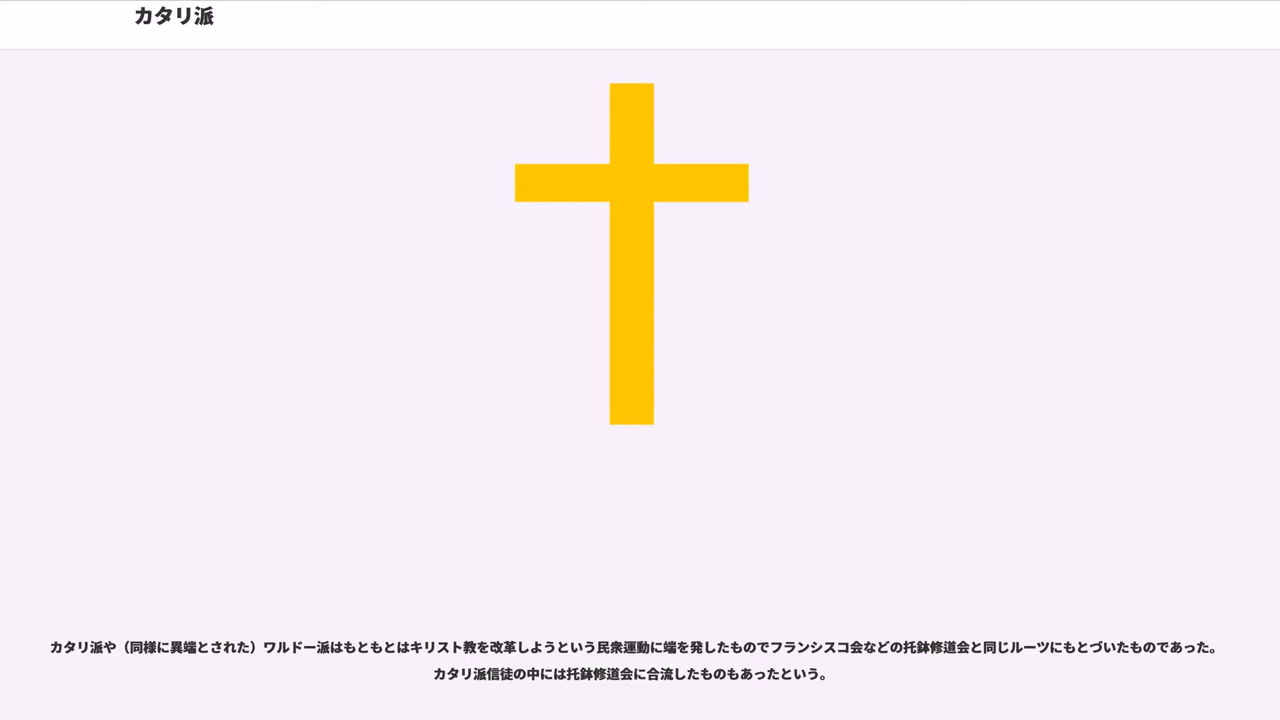 カタリ派
カタリ派や（同様に異端とされた）ワルドー派はもともとはキリスト教を改革しようという民衆運動に端を発したものでフランシスコ会などの托鉢修道会と同じルーツにもとづいたものであった。
カタリ派信徒の中には托鉢修道会に合流したものもあったという。